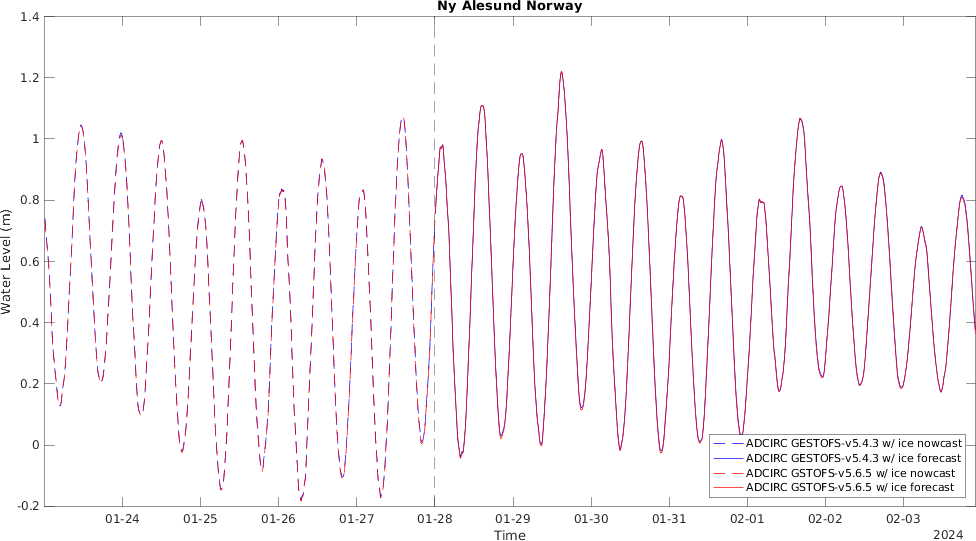 Ny Alesund Norway
1.4
1.2
1
0.8
0.6
0.4
0.2
0
-0.2
Water Level (m)
01-24 01-25 01-26 01-27 01-28 01-29 01-30 01-31 02-01 02-02 02-03
Time
2024
ADCIRC GESTOFS-v5.4.3 w/ ice nowcast
ADCIRC GESTOFS-v5.4.3 w/ ice forecast
ADCIRC GSTOFS-v5.6.5 w/ ice nowcast
ADCIRC GSTOFS-v5.6.5 w/ ice forecast